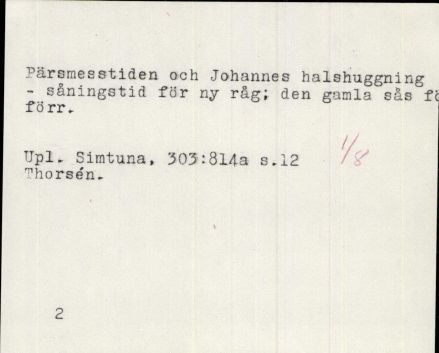 Pärsmesstiden och Johannes halshuggning
- såningstid för ny råg; den gamla sås
förr.
Upl. Simtuna, 303:814a s.12
1/8
Thorsén.
2